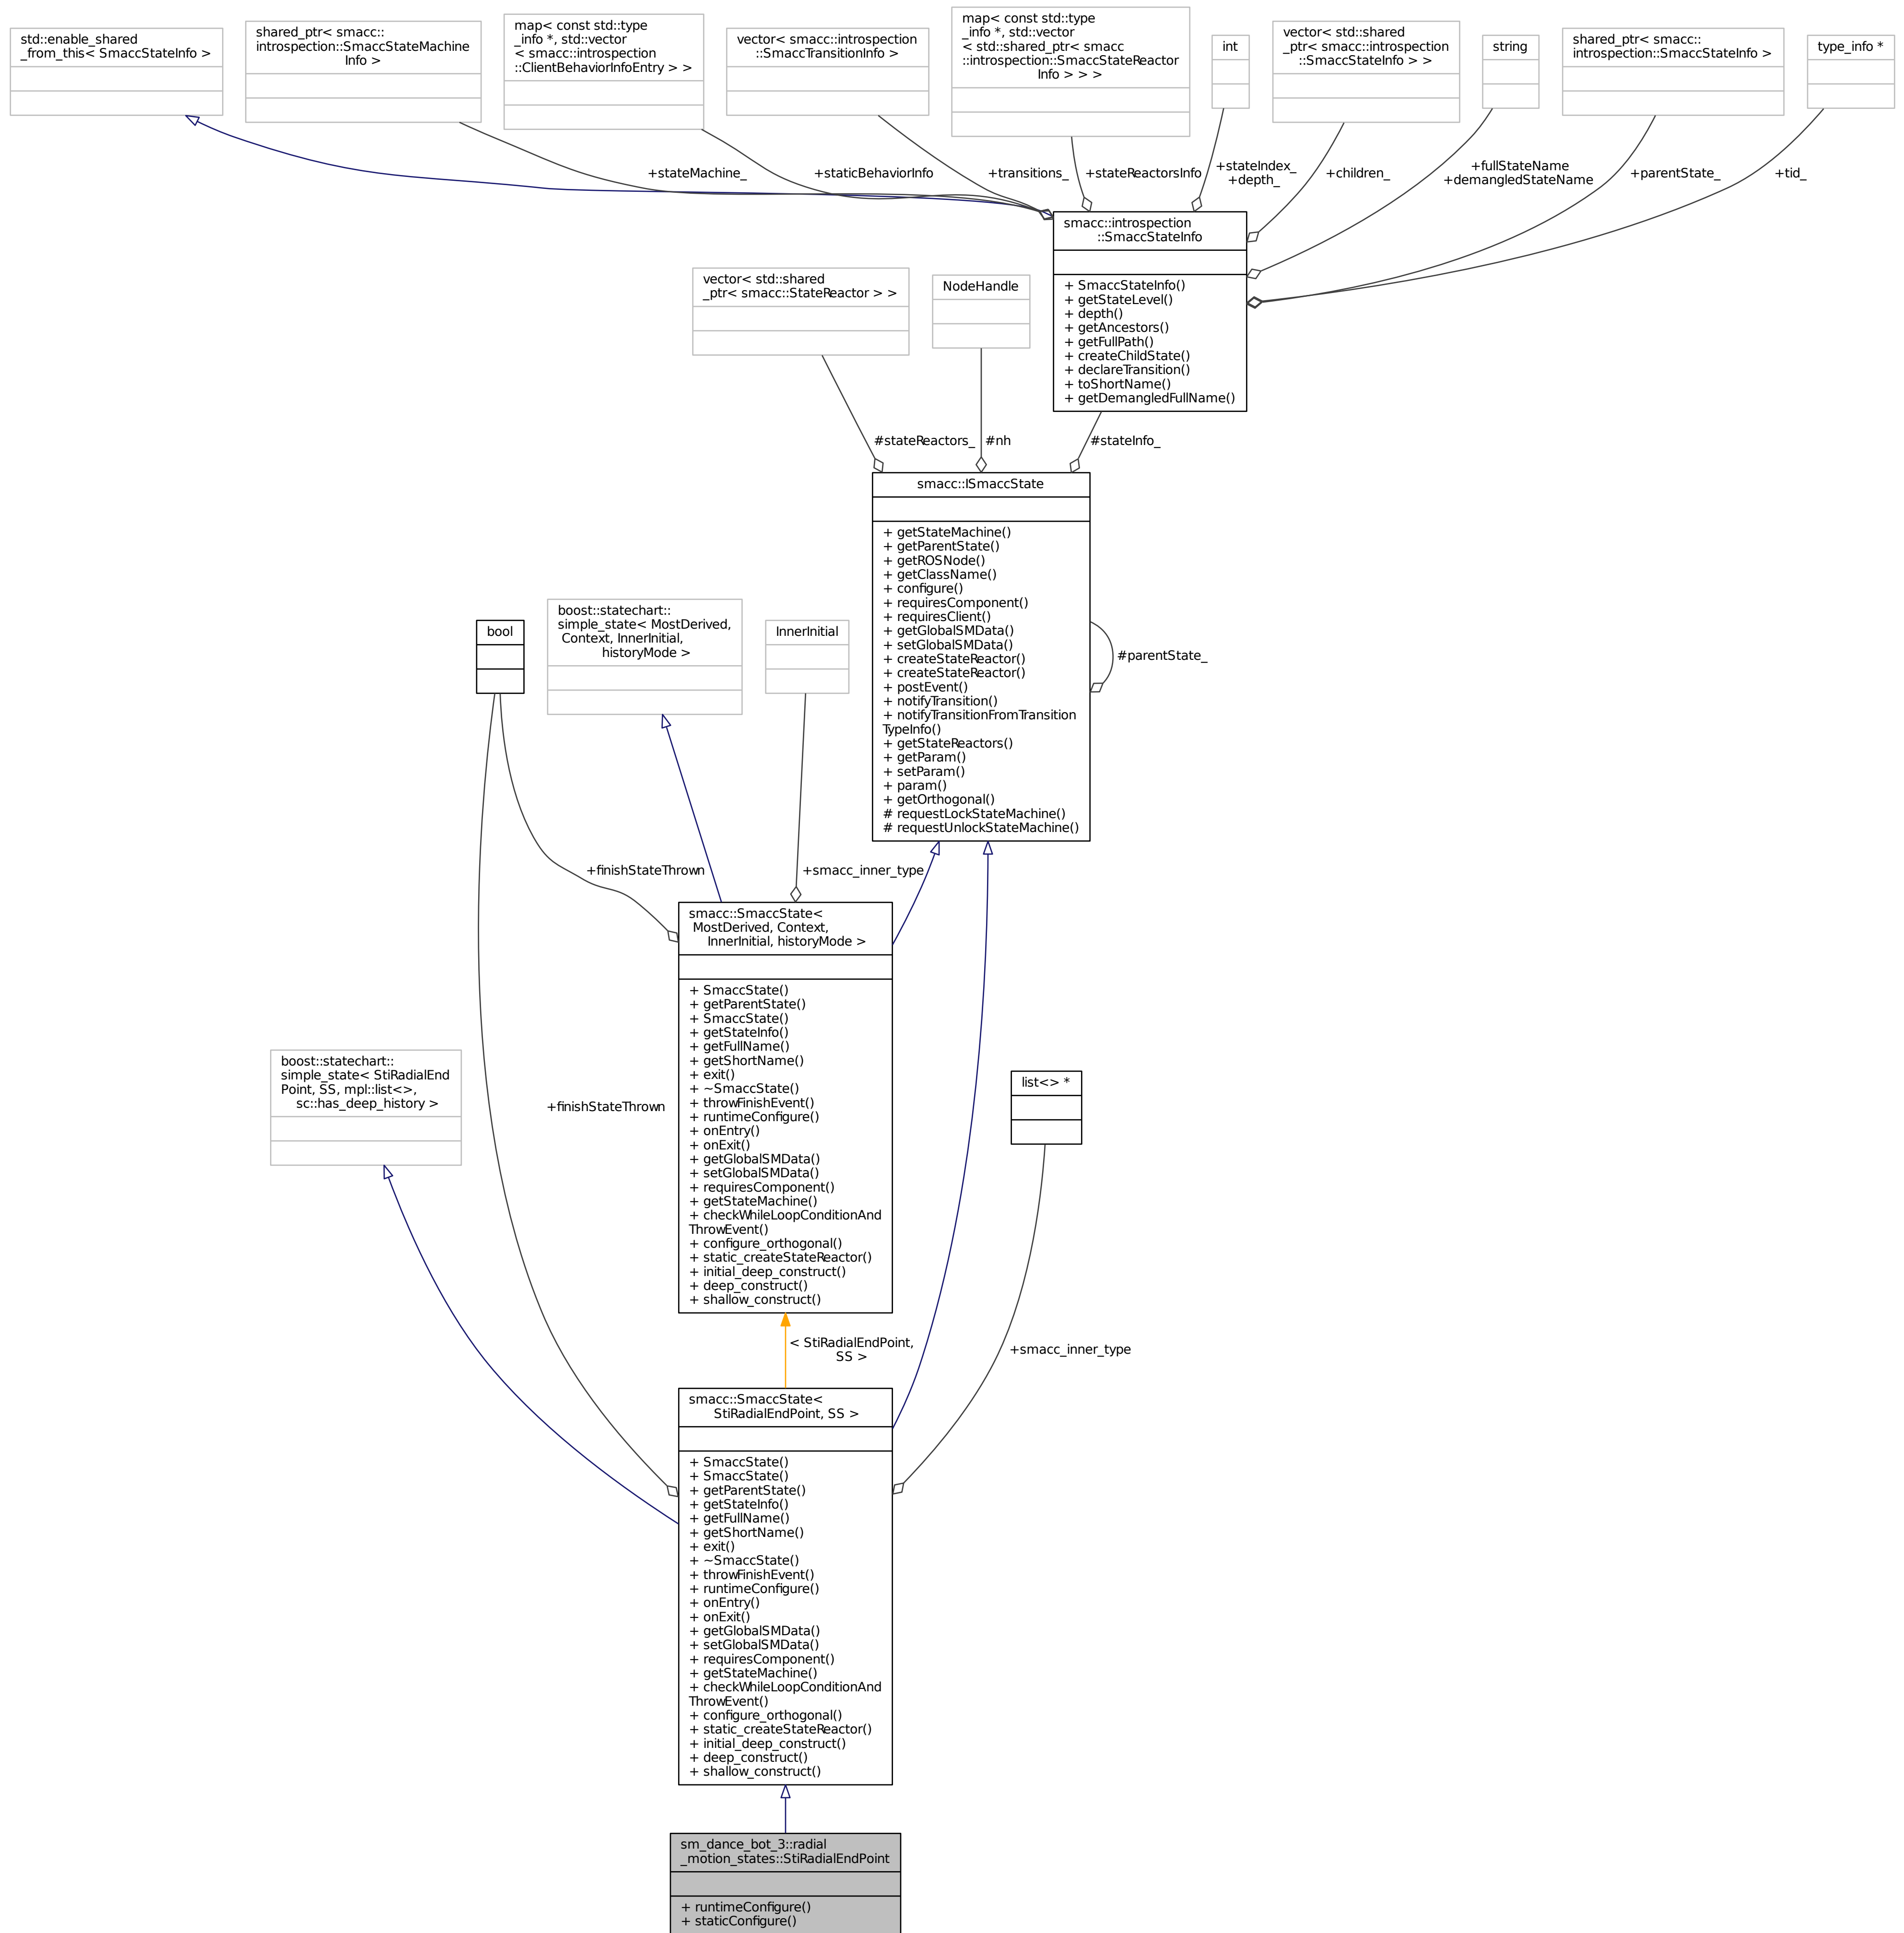 std::enable_shared
_from_this< SmaccStateInfo >
shared_ptr< smacc::
introspection::SmaccStateMachine
Info >
map< const std::type
_info *, std::vector
< smacc::introspection
::ClientBehaviorInfoEntry > >
vector< smacc::introspection
::SmaccTransitionInfo >
map< const std::type
_info *, std::vector
< std::shared_ptr< smacc
::introspection::SmaccStateReactor
Info > > >
int
vector< std::shared
_ptr< smacc::introspection
::SmaccStateInfo > >
string
shared_ptr< smacc::
introspection::SmaccStateInfo >
type_info *
+stateMachine_
+staticBehaviorInfo
+transitions_
+stateReactorsInfo
+stateIndex_
+depth_
+children_
+fullStateName
+demangledStateName
+parentState_
+tid_
smacc::introspection
::SmaccStateInfo
+ SmaccStateInfo()
+ getStateLevel()
+ depth()
+ getAncestors()
+ getFullPath()
+ createChildState()
+ declareTransition()
+ toShortName()
+ getDemangledFullName()
vector< std::shared
_ptr< smacc::StateReactor > >
NodeHandle
#stateReactors_
#nh
#stateInfo_
smacc::ISmaccState
+ getStateMachine()
+ getParentState()
+ getROSNode()
+ getClassName()
+ configure()
+ requiresComponent()
+ requiresClient()
+ getGlobalSMData()
+ setGlobalSMData()
+ createStateReactor()
+ createStateReactor()
+ postEvent()
+ notifyTransition()
+ notifyTransitionFromTransition
TypeInfo()
+ getStateReactors()
+ getParam()
+ setParam()
+ param()
+ getOrthogonal()
# requestLockStateMachine()
# requestUnlockStateMachine()
#parentState_
bool
boost::statechart::
simple_state< MostDerived,
Context, InnerInitial,
historyMode >
InnerInitial
+finishStateThrown
+smacc_inner_type
smacc::SmaccState<
MostDerived, Context,
InnerInitial, historyMode >
+ SmaccState()
+ getParentState()
+ SmaccState()
+ getStateInfo()
+ getFullName()
+ getShortName()
+ exit()
+ ~SmaccState()
+ throwFinishEvent()
+ runtimeConfigure()
+ onEntry()
+ onExit()
+ getGlobalSMData()
+ setGlobalSMData()
+ requiresComponent()
+ getStateMachine()
+ checkWhileLoopConditionAnd
ThrowEvent()
+ configure_orthogonal()
+ static_createStateReactor()
+ initial_deep_construct()
+ deep_construct()
+ shallow_construct()
boost::statechart::
simple_state< StiRadialEnd
Point, SS, mpl::list<>,
sc::has_deep_history >
+finishStateThrown
list<> *
< StiRadialEndPoint,
SS >
+smacc_inner_type
smacc::SmaccState<
StiRadialEndPoint, SS >
+ SmaccState()
+ SmaccState()
+ getParentState()
+ getStateInfo()
+ getFullName()
+ getShortName()
+ exit()
+ ~SmaccState()
+ throwFinishEvent()
+ runtimeConfigure()
+ onEntry()
+ onExit()
+ getGlobalSMData()
+ setGlobalSMData()
+ requiresComponent()
+ getStateMachine()
+ checkWhileLoopConditionAnd
ThrowEvent()
+ configure_orthogonal()
+ static_createStateReactor()
+ initial_deep_construct()
+ deep_construct()
+ shallow_construct()
sm_dance_bot_3::radial
_motion_states::StiRadialEndPoint
+ runtimeConfigure()
+ staticConfigure()